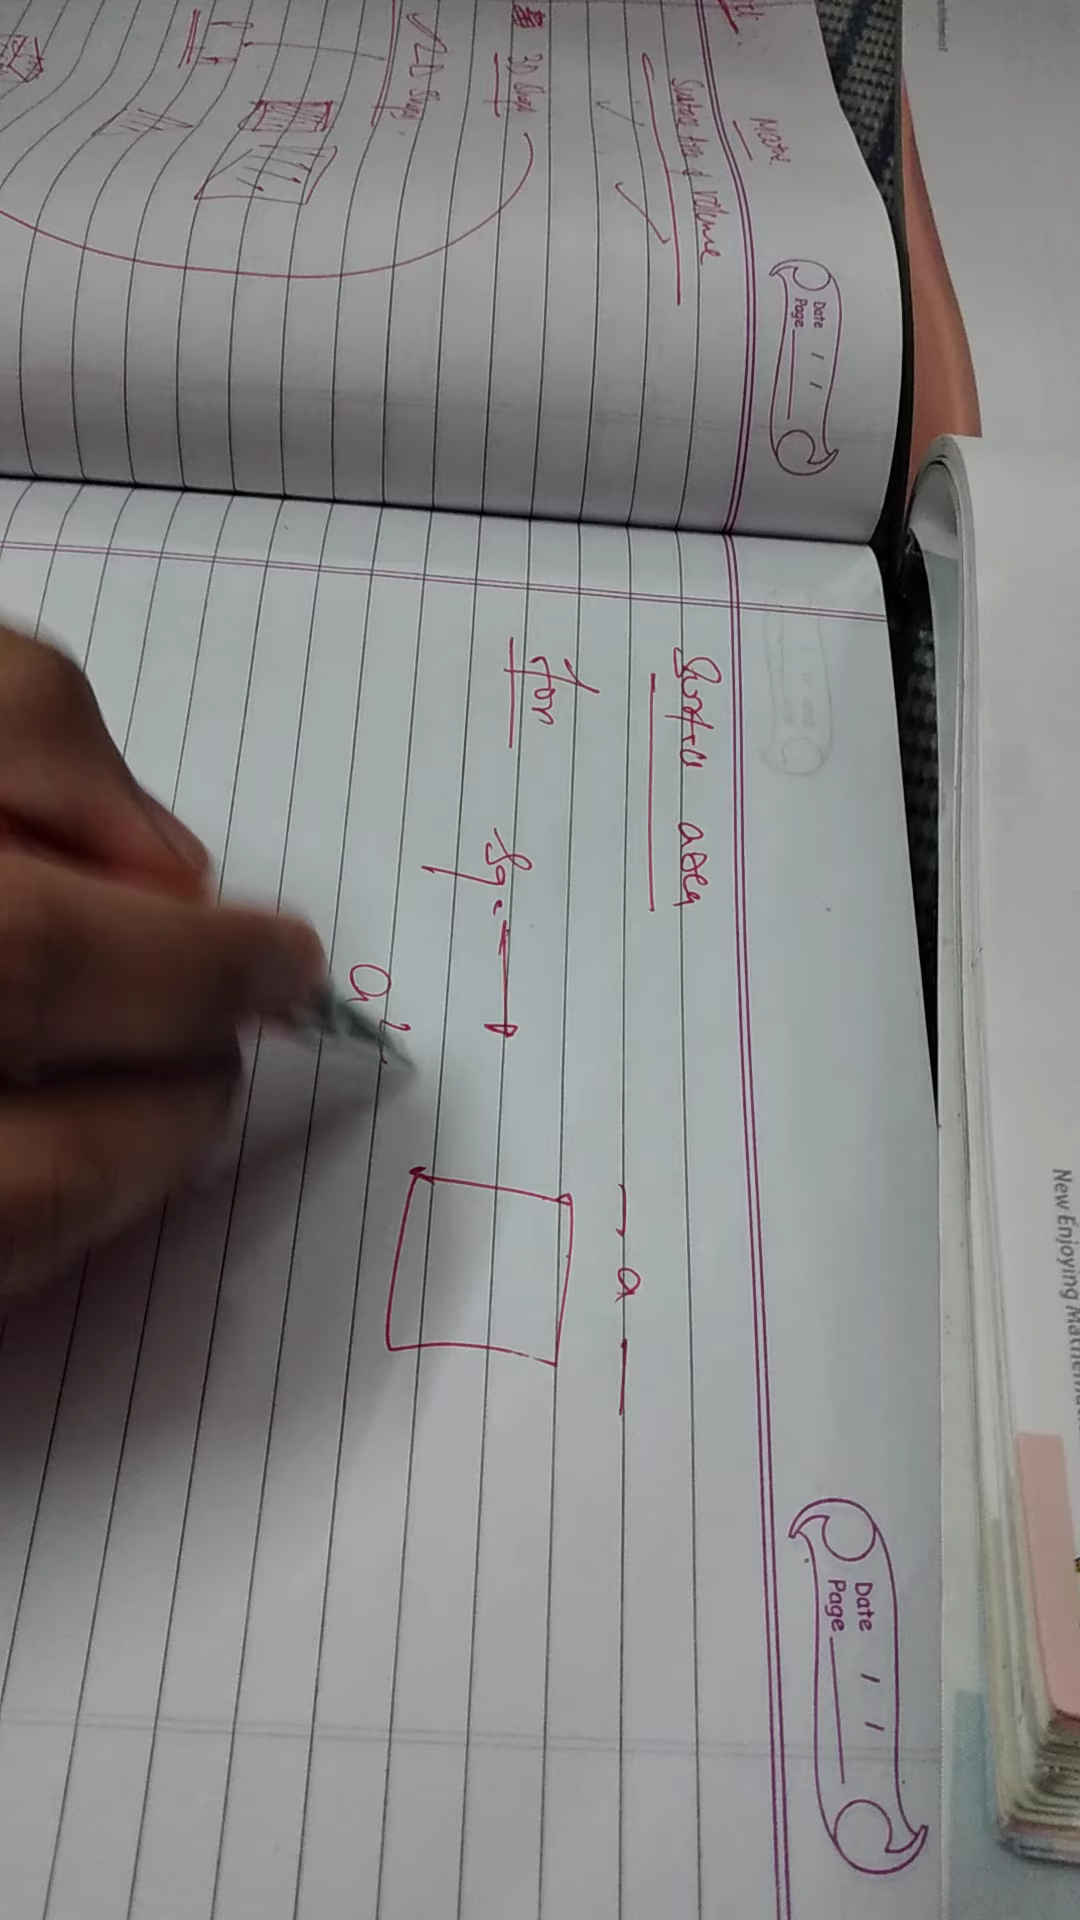 Math
Surface area & volume
3D Shape
2D Shape
Date / /
Page
Surface area
for Sq.
a
a²
Date / /
Page
New Enjoying